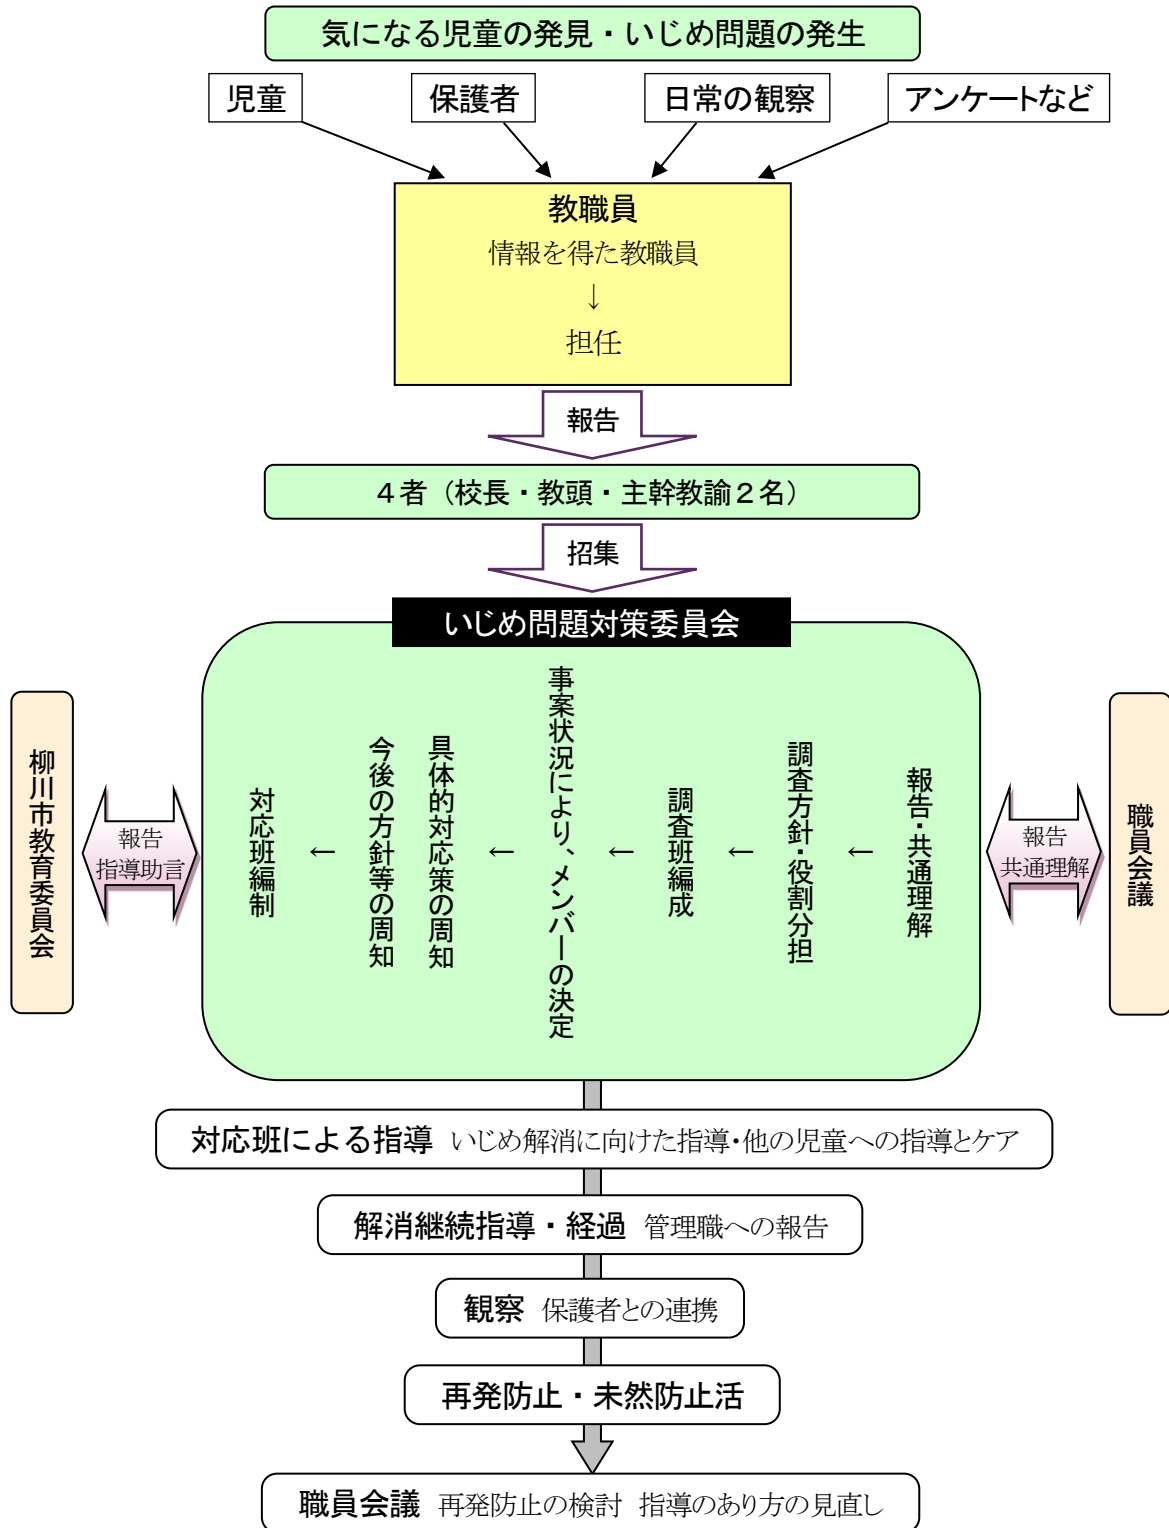 気になる児童の発見・いじめ問題の発生
児童
保護者
日常の観察
アンケートなど
教職員
情報を得た教職員
↓
担任
報告
４者（校長・教頭・主幹教諭２名）
招集
いじめ問題対策委員会
報告・共通理解
←
調査方針・役割分担
←
調査班編成
←
事案状況により、メンバーの決定
←
具体的対応策の周知
今後の方針等の周知
←
対応班編制
柳川市教育委員会
報告
指導助言
報告
共通理解
職員会議
対応班による指導 いじめ解消に向けた指導・他の児童への指導とケア
解消継続指導・経過 管理職への報告
観察 保護者との連携
再発防止・未然防止活
職員会議 再発防止の検討 指導のあり方の見直し